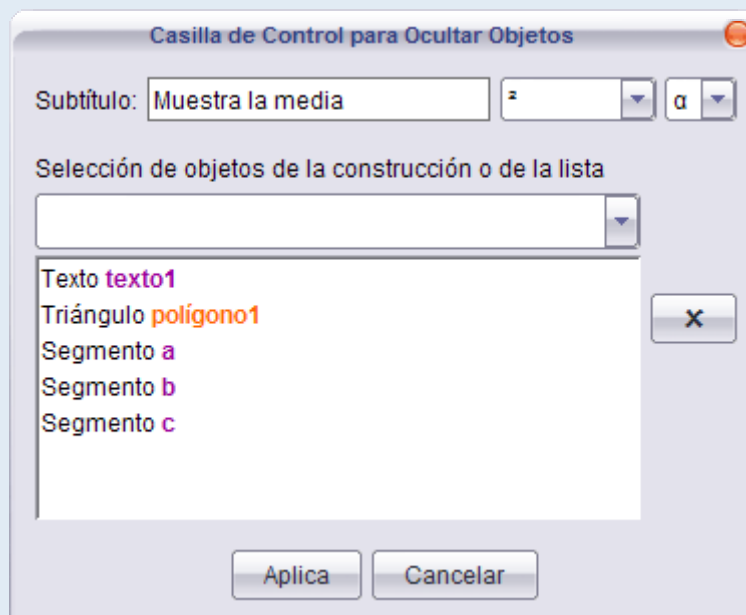 Casilla de Control para Ocultar Objetos
Subtítulo: Muestra la media ² α
Selección de objetos de la construcción o de la lista
Texto texto1
Triángulo polígono1
Segmento a
Segmento b
Segmento c
Aplica Cancelar